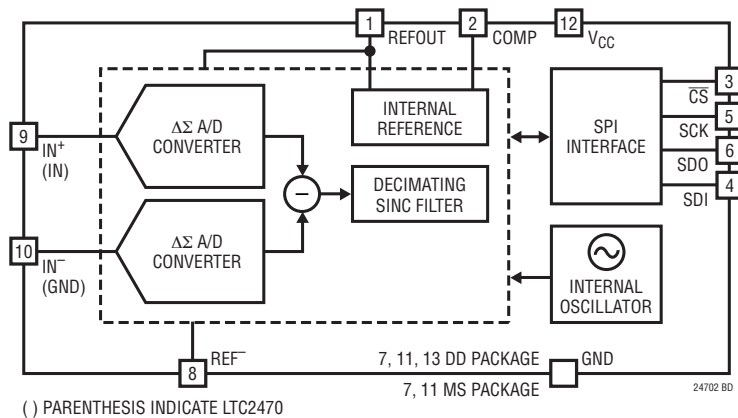 1
REFOUT
2
COMP
12
VCC
3
CS
5
SCK
6
SDO
4
SDI
9
IN+
(IN)
ΔΣ A/D
CONVERTER
INTERNAL
REFERENCE
SPI
INTERFACE
−
DECIMATING
SINC FILTER
10
IN−
(GND)
ΔΣ A/D
CONVERTER
INTERNAL
OSCILLATOR
8
REF−
7, 11, 13 DD PACKAGE
7, 11 MS PACKAGE
GND
24702 BD
( ) PARENTHESIS INDICATE LTC2470